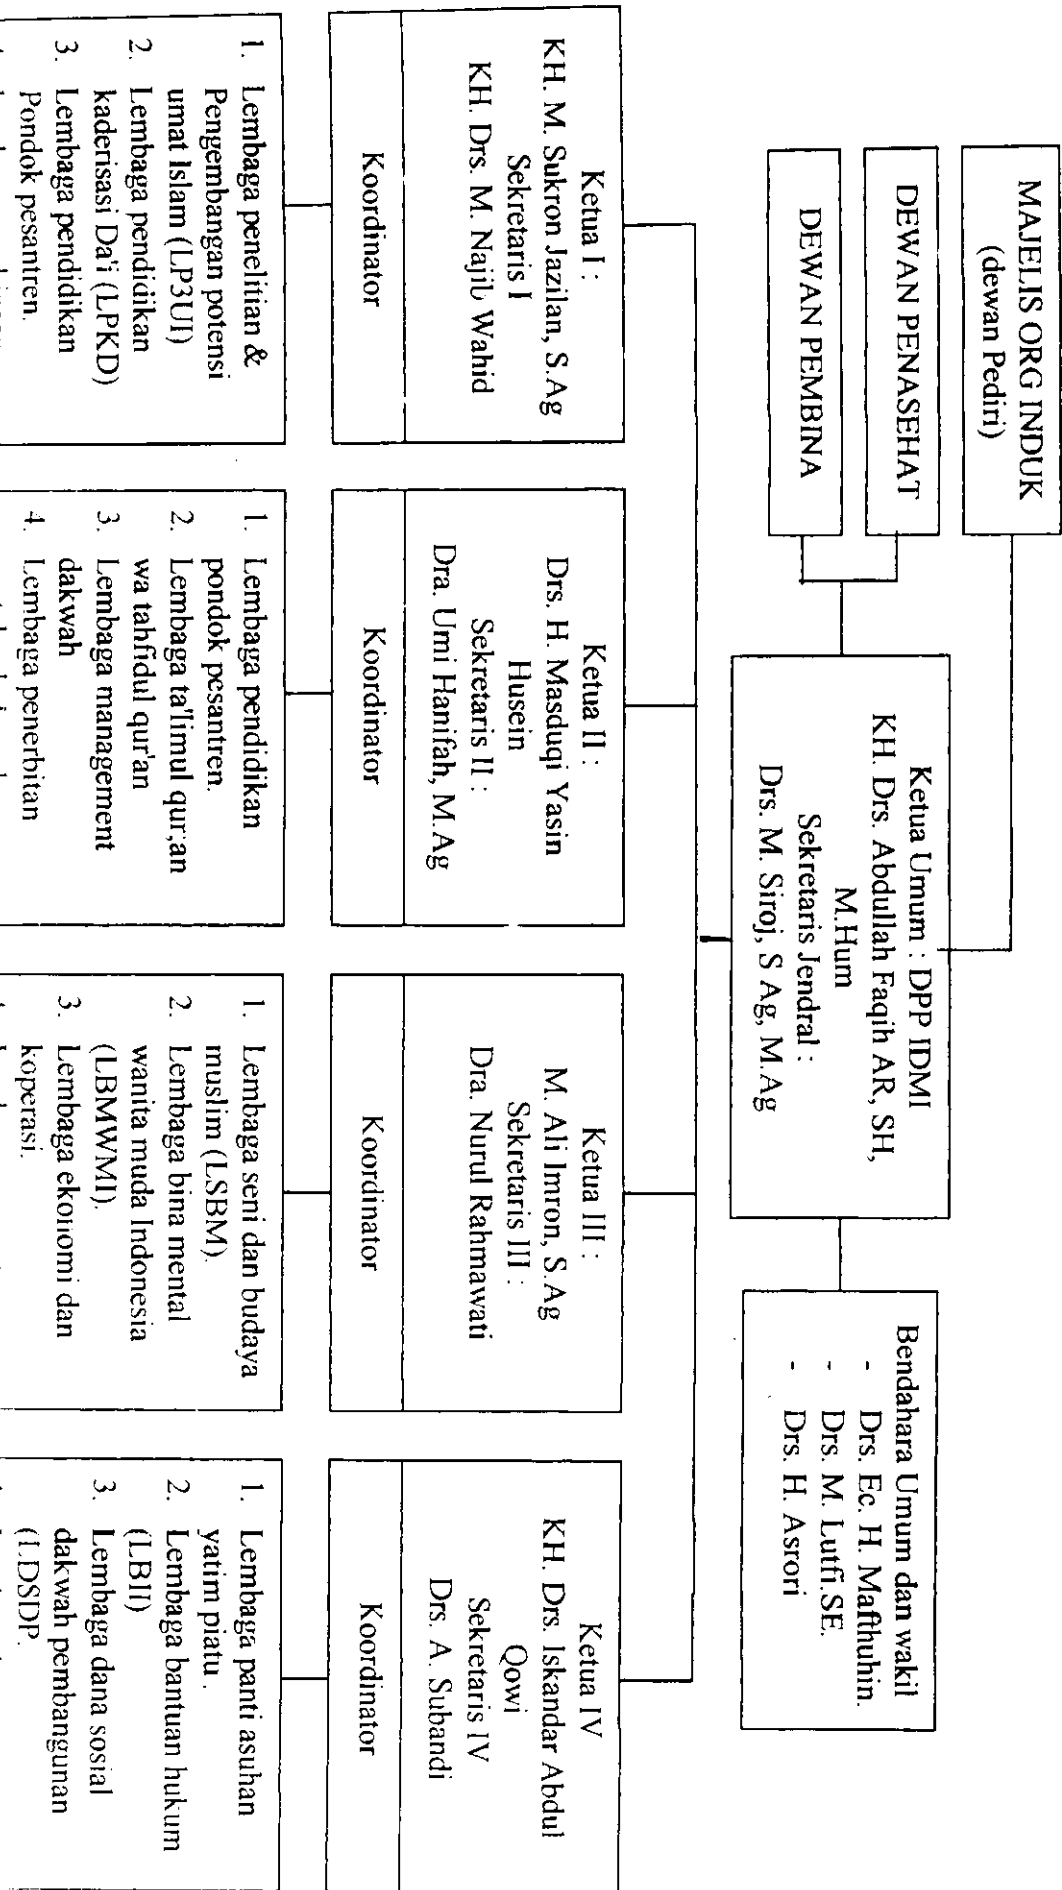 MAJELIS ORG INDUK
(dewan Pediri)
DEWAN PENASEHAT
DEWAN PEMBINA
Ketua Umum : DPP IDMI
KH. Drs. Abdullah Faqih AR, SH,
M.Hum
Sekretaris Jendral :
Drs. M. Siroj, S Ag, M.Ag
Bendahara Umum dan wakil
- Drs. Ec. H. Mafthuhin.
- Drs. M. Lutfi.SE.
- Drs. H. Asrori
Ketua I :
KH. M. Sukron Jazilan, S.Ag
Sekretaris I
KH. Drs. M. Najib Wahid
Koordinator
1. Lembaga penelitian &
Pengembangan potensi
umat Islam (LP3UI)
2. Lembaga pendidikan
kaderisasi Da'i (LPKD)
3. Lembaga pendidikan
Pondok pesantren.
Ketua II :
Drs. H. Masduqi Yasin
Husein
Sekretaris II :
Dra. Umi Hanifah, M.Ag
Koordinator
1. Lembaga pendidikan
pondok pesantren.
2. Lembaga ta'limul qur;an
wa tahfidul qur'an
3. Lembaga management
dakwah
4. Lembaga penerbitan
Ketua III :
M. Ali Imron, S.Ag
Sekretaris III :
Dra. Nurul Rahmawati
Koordinator
1. Lembaga seni dan budaya
muslim (LSBM).
2. Lembaga bina mental
wanita muda Indonesia
(LBMWMI).
3. Lembaga ekonomi dan
koperasi.
Ketua IV
KH. Drs. Iskandar Abdul
Qowi
Sekretaris IV
Drs. A. Subandi
Koordinator
1. Lembaga panti asuhan
yatim piatu .
2. Lembaga bantuan hukum
(LBII)
3. Lembaga dana sosial
dakwah pembangunan
(LDSDP.